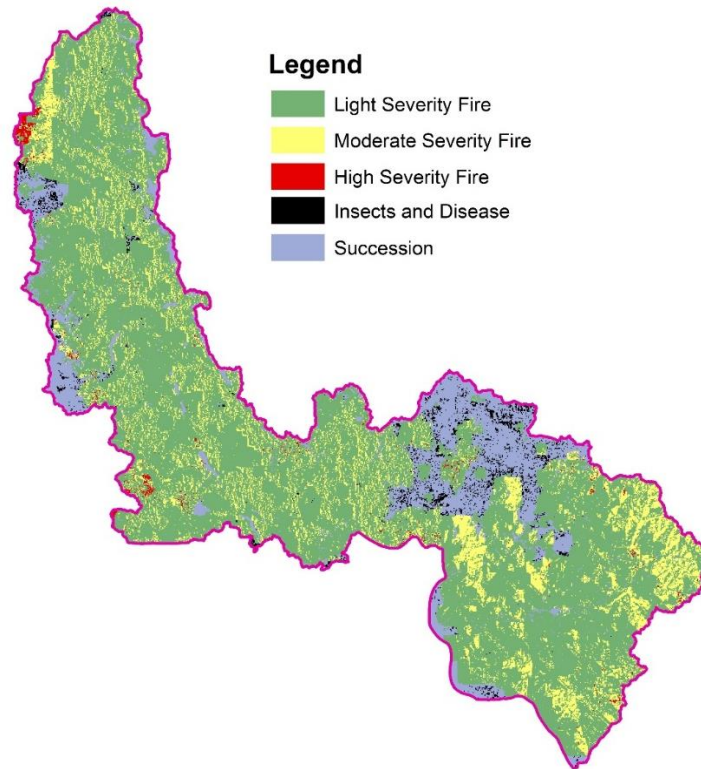 Legend
Light Severity Fire
Moderate Severity Fire
High Severity Fire
Insects and Disease
Succession